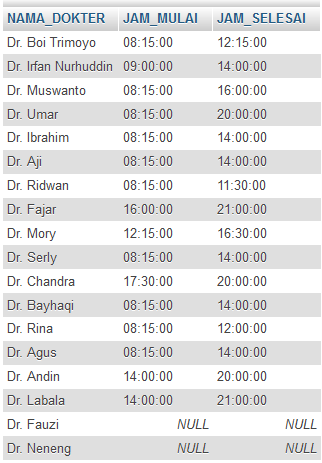 NAMA_DOKTER JAM_MULAI JAM_SELESAI
Dr. Boi Trimoyo 08:15:00 12:15:00
Dr. Irfan Nurhuddin 09:00:00 14:00:00
Dr. Muswanto 08:15:00 16:00:00
Dr. Umar 08:15:00 20:00:00
Dr. Ibrahim 08:15:00 14:00:00
Dr. Aji 08:15:00 14:00:00
Dr. Ridwan 08:15:00 11:30:00
Dr. Fajar 16:00:00 21:00:00
Dr. Mory 12:15:00 16:30:00
Dr. Serly 08:15:00 14:00:00
Dr. Chandra 17:30:00 20:00:00
Dr. Bayhaqi 08:15:00 14:00:00
Dr. Rina 08:15:00 12:00:00
Dr. Agus 08:15:00 14:00:00
Dr. Andin 14:00:00 20:00:00
Dr. Labala 14:00:00 21:00:00
Dr. Fauzi NULL NULL
Dr. Neneng NULL NULL